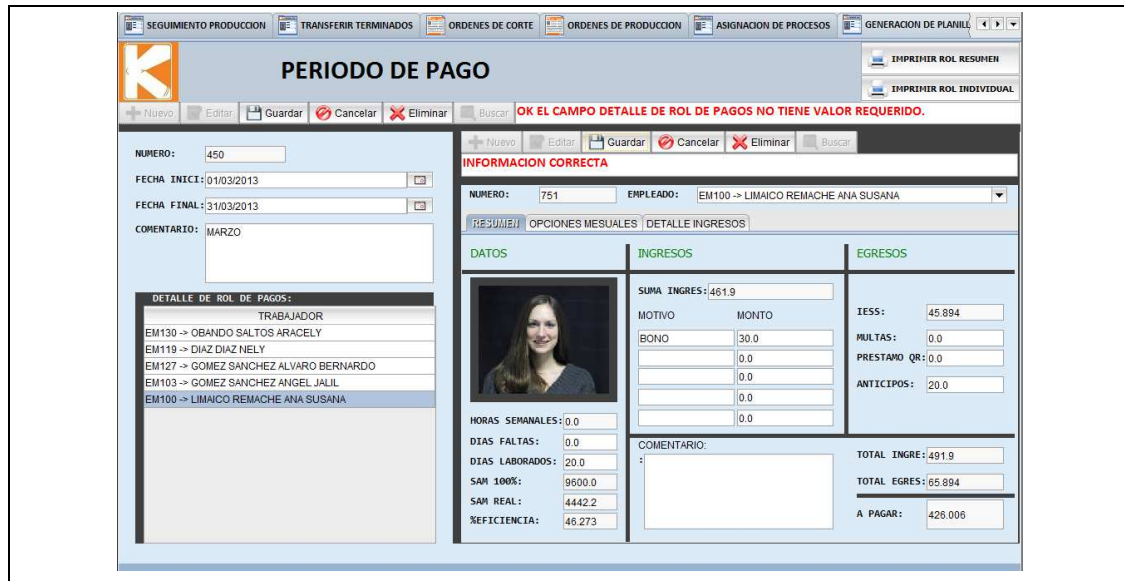 SEGUIMIENTO PRODUCCION TRANSFERIR TERMINADOS ORDENES DE CORTE ORDENES DE PRODUCCION ASIGNACION DE PROCESOS GENERACION DE PLANILL
PERIODO DE PAGO
IMPRIMIR ROL RESUMEN
IMPRIMIR ROL INDIVIDUAL
Nuevo Editar Guardar Cancelar Eliminar Buscar OK EL CAMPO DETALLE DE ROL DE PAGOS NO TIENE VALOR REQUERIDO.
NUMERO: 450
FECHA INICI: 01/03/2013
FECHA FINAL: 31/03/2013
COMENTARIO: MARZO
DETALLE DE ROL DE PAGOS:
TRABAJADOR
EM130 -> OBANDO SALTOS ARACELY
EM119 -> DIAZ DIAZ NELY
EM127 -> GOMEZ SANCHEZ ALVARO BERNARDO
EM103 -> GOMEZ SANCHEZ ANGEL JALIL
EM100 -> LIMAICO REMACHE ANA SUSANA
Nuevo Editar Guardar Cancelar Eliminar Buscar
INFORMACION CORRECTA
NUMERO: 751 EMPLEADO: EM100 -> LIMAICO REMACHE ANA SUSANA
RESUMEN OPCIONES MESUALES DETALLE INGRESOS
DATOS
HORAS SEMANALES: 0.0
DIAS FALTAS: 0.0
DIAS LABORADOS: 20.0
SAM 100%: 9600.0
SAM REAL: 4442.2
%EFICIENCIA: 46.273
INGRESOS
SUMA INGRES: 461.9
MOTIVO MONTO
BONO 30.0
0.0
0.0
0.0
0.0
COMENTARIO:
:
EGRESOS
IESS: 45.894
MULTAS: 0.0
PRESTAMO QR: 0.0
ANTICIPOS: 20.0
TOTAL INGRE: 491.9
TOTAL EGRES: 65.894
A PAGAR: 426.006